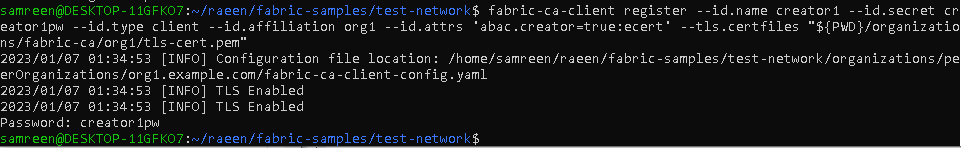 samreen@DESKTOP-11GFKO7:~/raeen/fabric-samples/test-network$ fabric-ca-client register --id.name creator1 --id.secret cr
eator1pw --id.type client --id.affiliation org1 --id.attrs 'abac.creator=true:ecert' --tls.certfiles "${PWD}/organizatio
ns/fabric-ca/org1/tls-cert.pem"
2023/01/07 01:34:53 [INFO] Configuration file location: /home/samreen/raeen/fabric-samples/test-network/organizations/pe
erOrganizations/org1.example.com/fabric-ca-client-config.yaml
2023/01/07 01:34:53 [INFO] TLS Enabled
2023/01/07 01:34:53 [INFO] TLS Enabled
Password: creator1pw
samreen@DESKTOP-11GFKO7:~/raeen/fabric-samples/test-network$